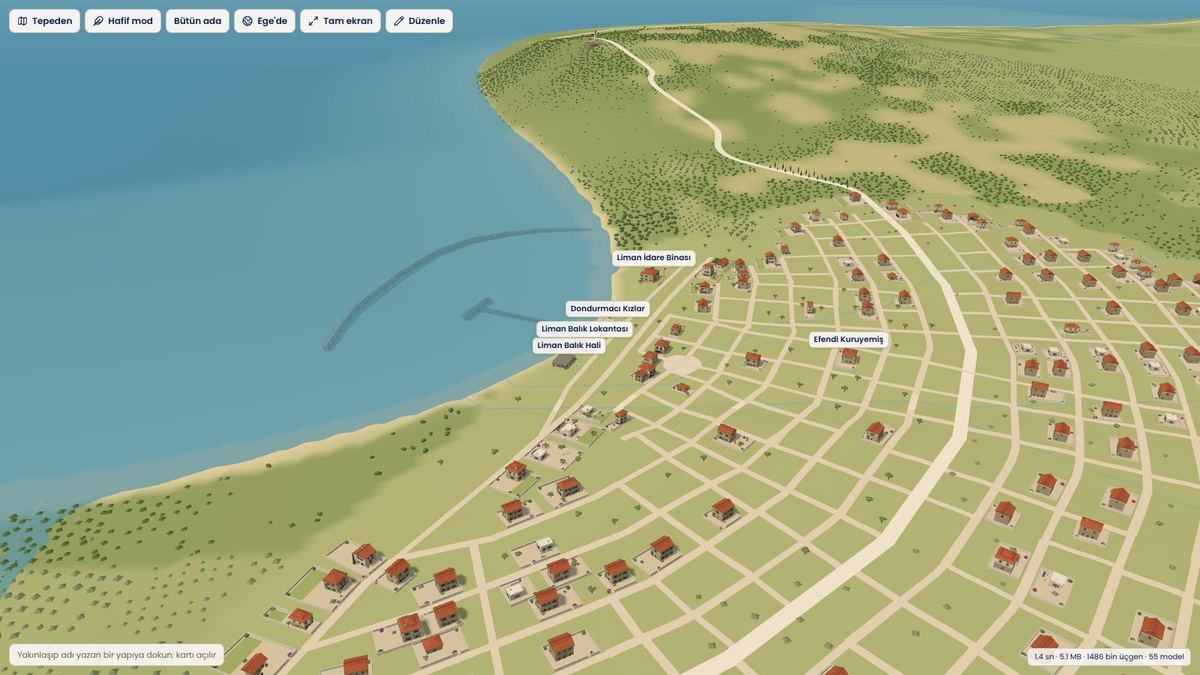 Tepeden
Hafif mod
Bütün ada
Ege'de
Tam ekran
Düzenle
Liman İdare Binası
Dondurmacı Kızlar
Liman Balık Lokantası
Liman Balık Hali
Efendi Kuruyemiş
Yakınlaşıp adı yazan bir yapıya dokun: kartı açılır
1.4 sn · 5.1 MB · 1486 bin üçgen · 55 model